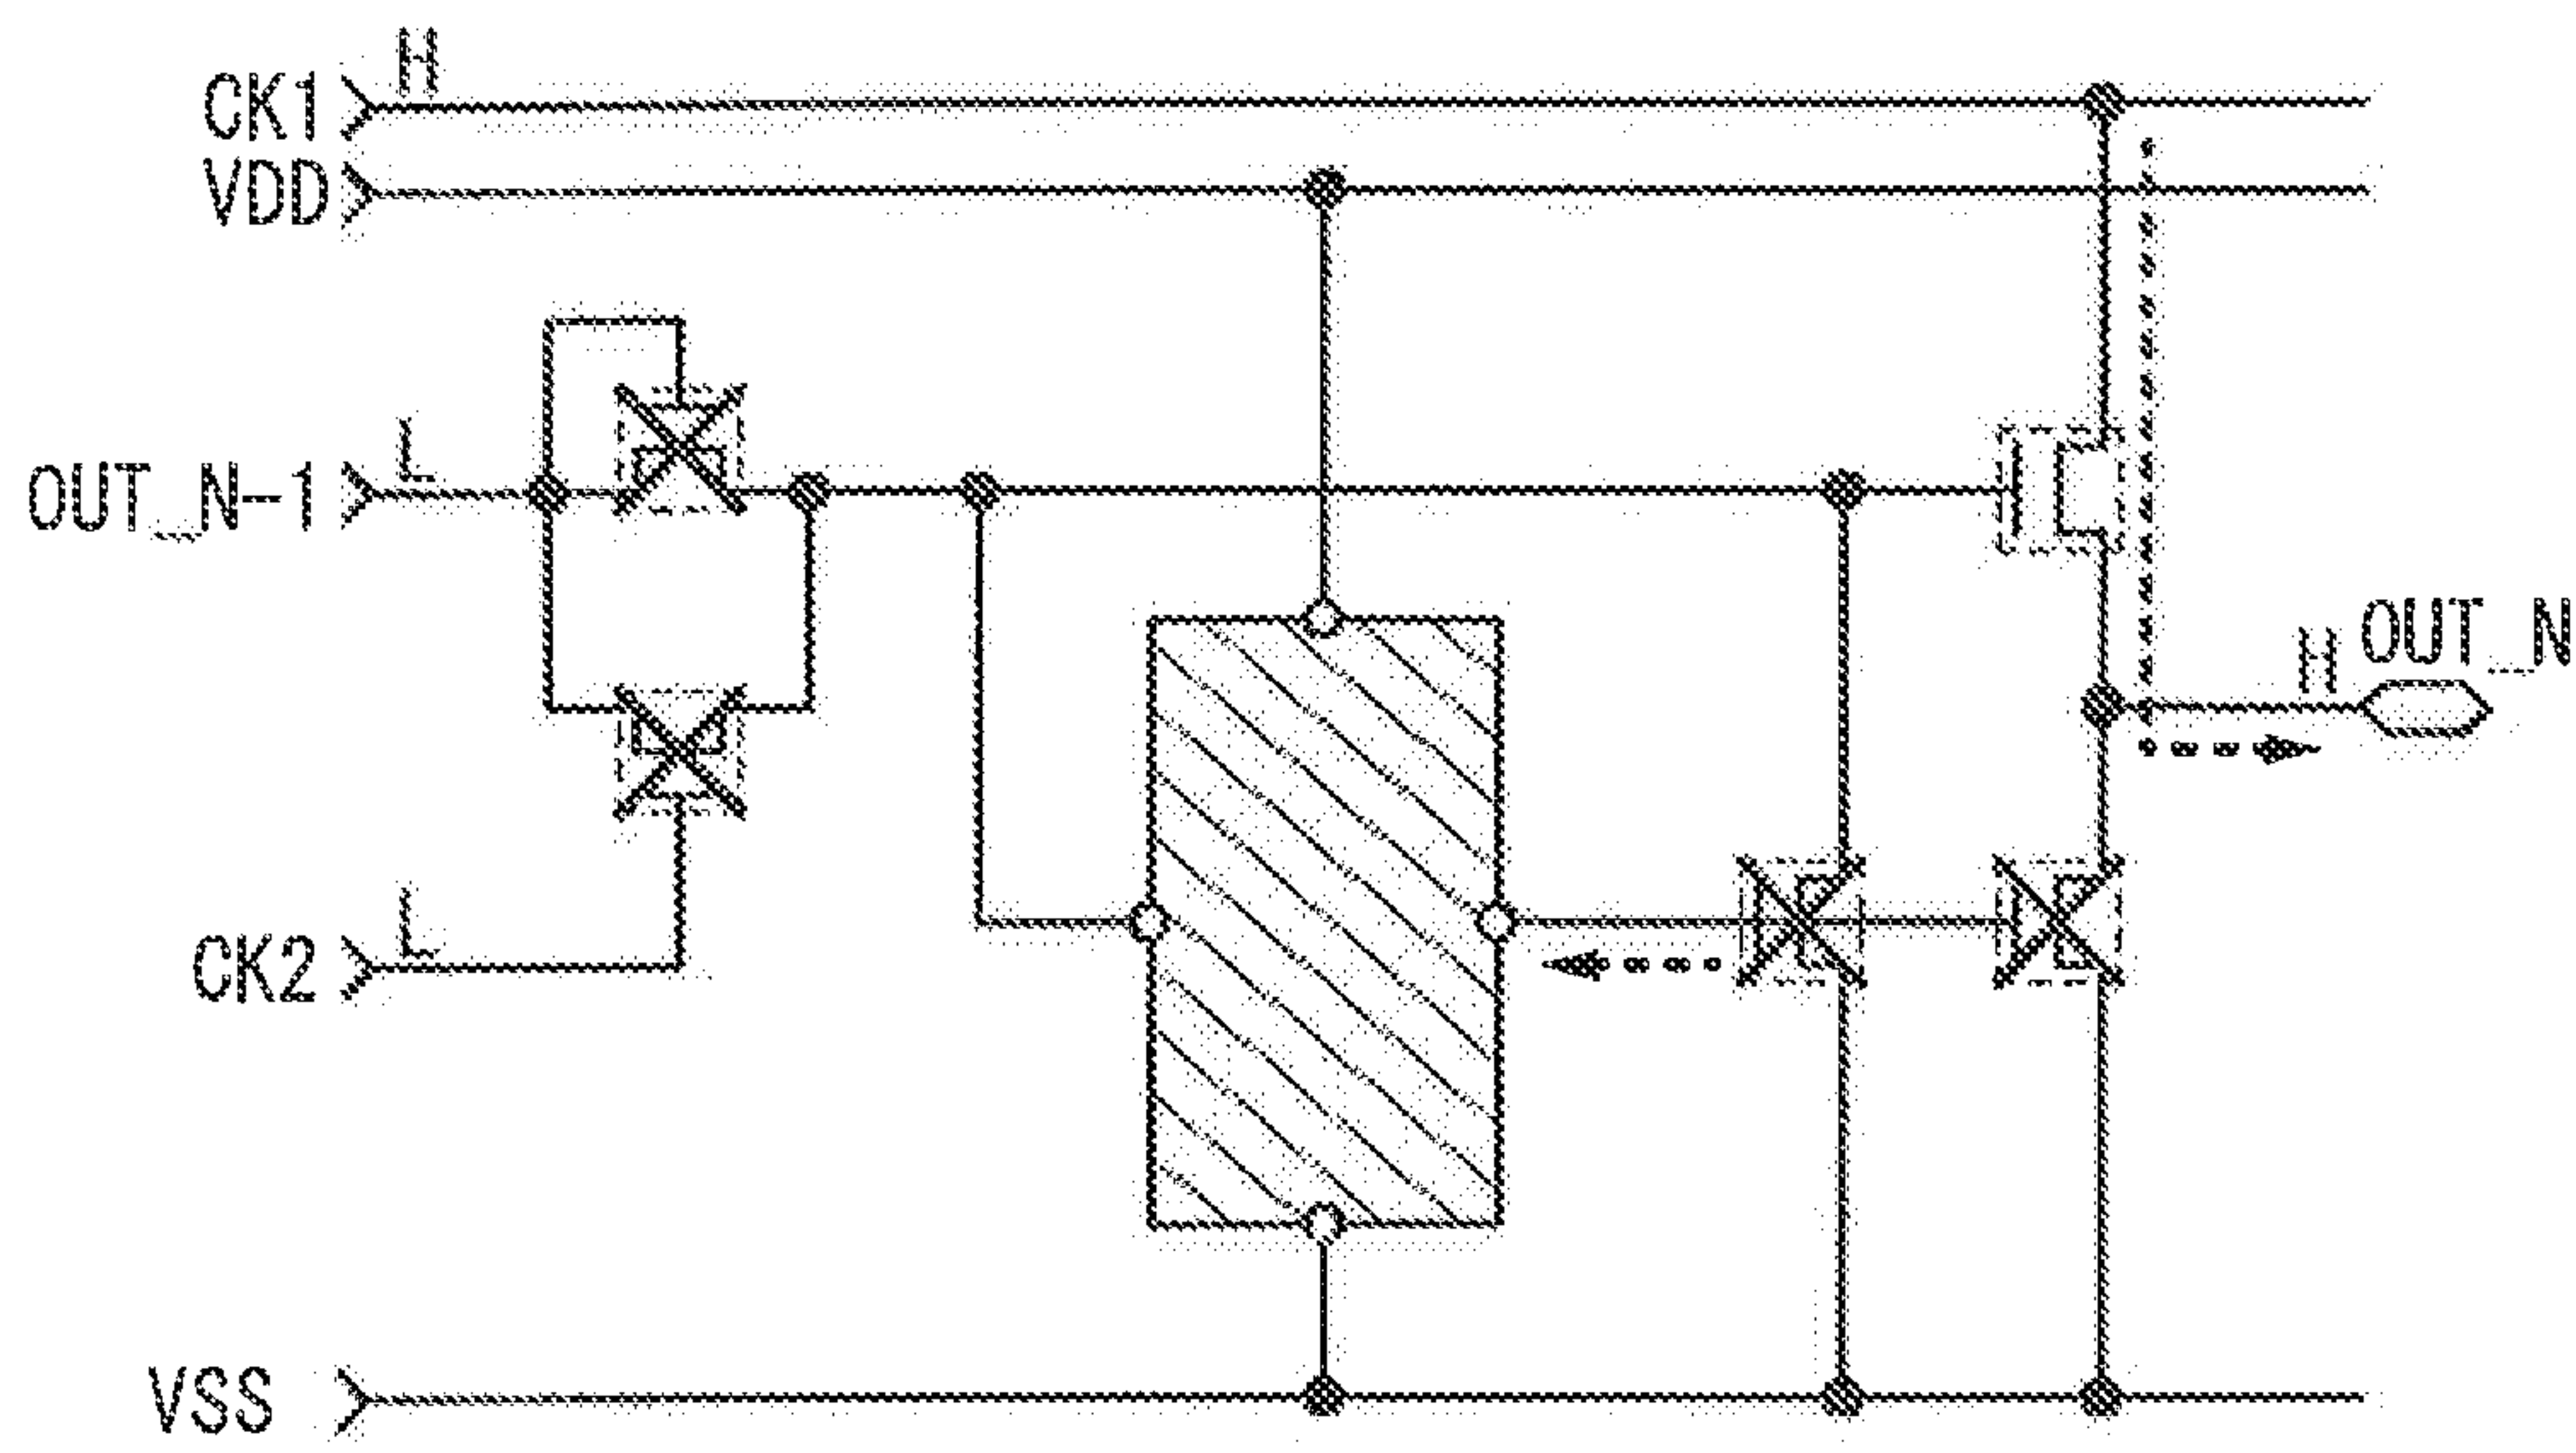 H
CK1
VDD
L
OUT_N-1
H
OUT_N
L
CK2
VSS